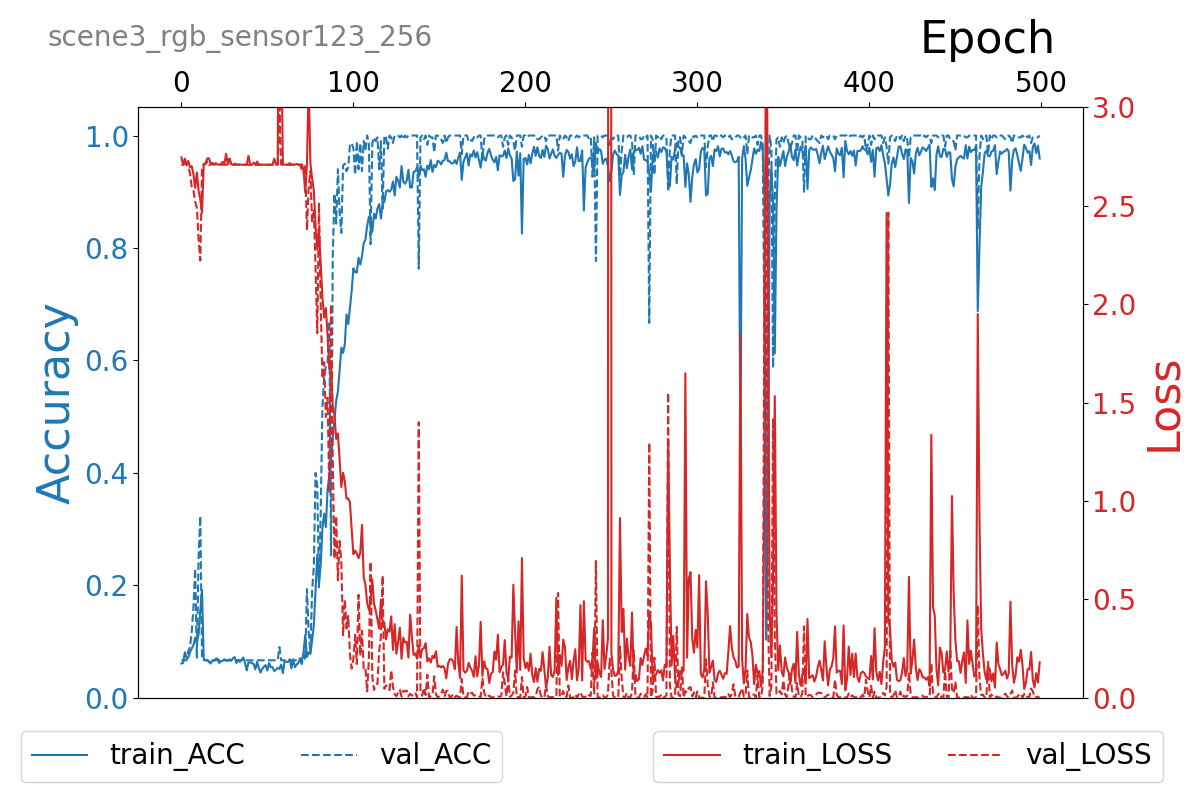 scene3_rgb_sensor123_256
Epoch
0 100 200 300 400 500
Accuracy
1.0
0.8
0.6
0.4
0.2
0.0
3.0
2.5
2.0
1.5
1.0
0.5
0.0
Loss
train_ACC val_ACC
train_LOSS val_LOSS